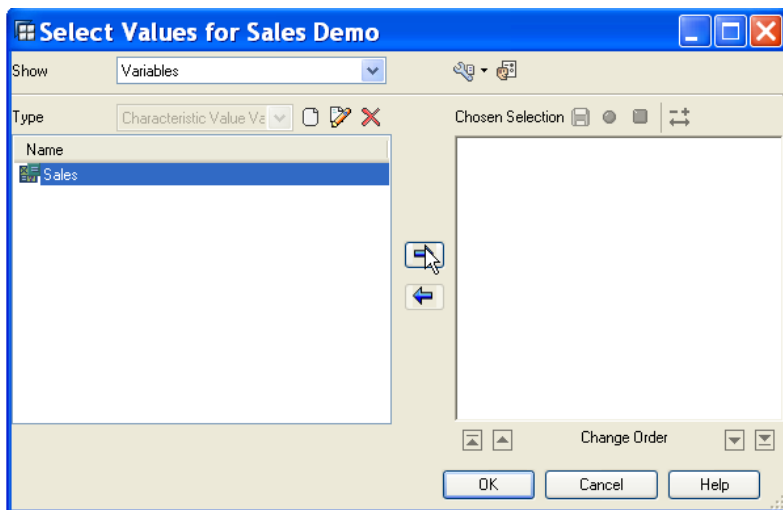 Select Values for Sales Demo
Show Variables
Type Characteristic Value Va Chosen Selection
Name
Sales
Change Order
OK Cancel Help